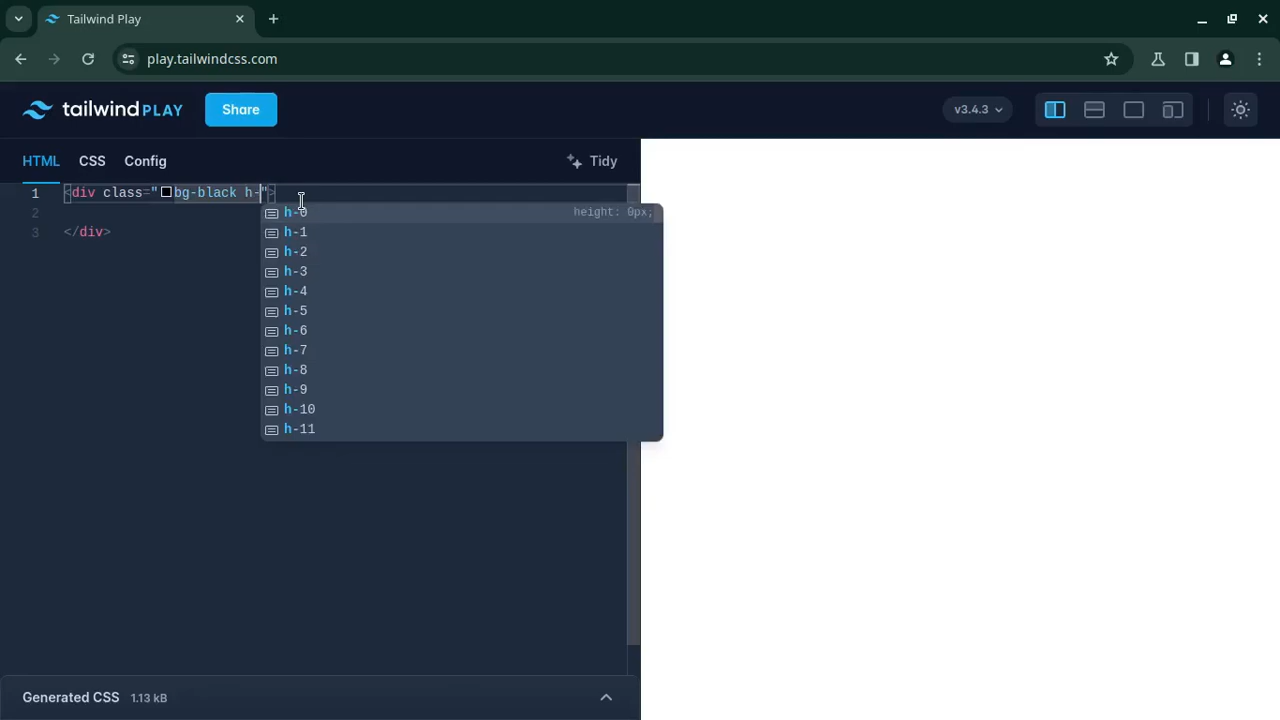 Tailwind Play
play.tailwindcss.com
tailwind PLAY
Share
v3.4.3
HTML CSS Config
Tidy
1 <div class="bg-black h-">
2
3 </div>
h-0 height: 0px;
h-1
h-2
h-3
h-4
h-5
h-6
h-7
h-8
h-9
h-10
h-11
Generated CSS 1.13 kB